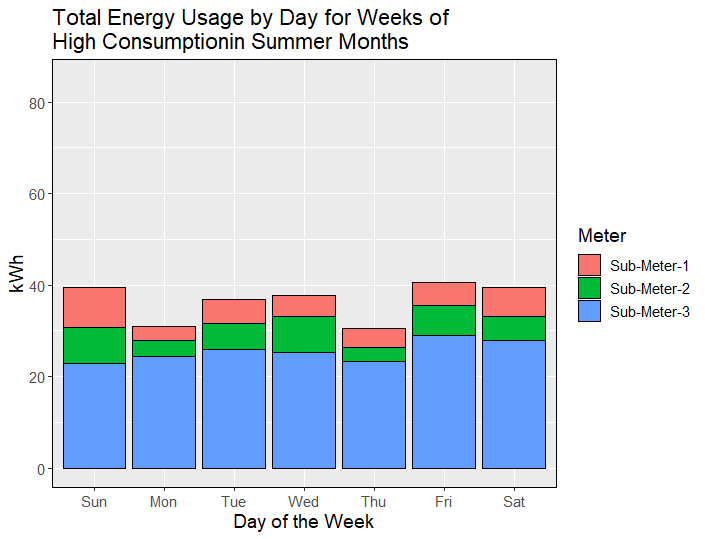 Total Energy Usage by Day for Weeks of
High Consumptionin Summer Months
80
60
40
20
0
kWh
Sun Mon Tue Wed Thu Fri Sat
Day of the Week
Meter
Sub-Meter-1
Sub-Meter-2
Sub-Meter-3